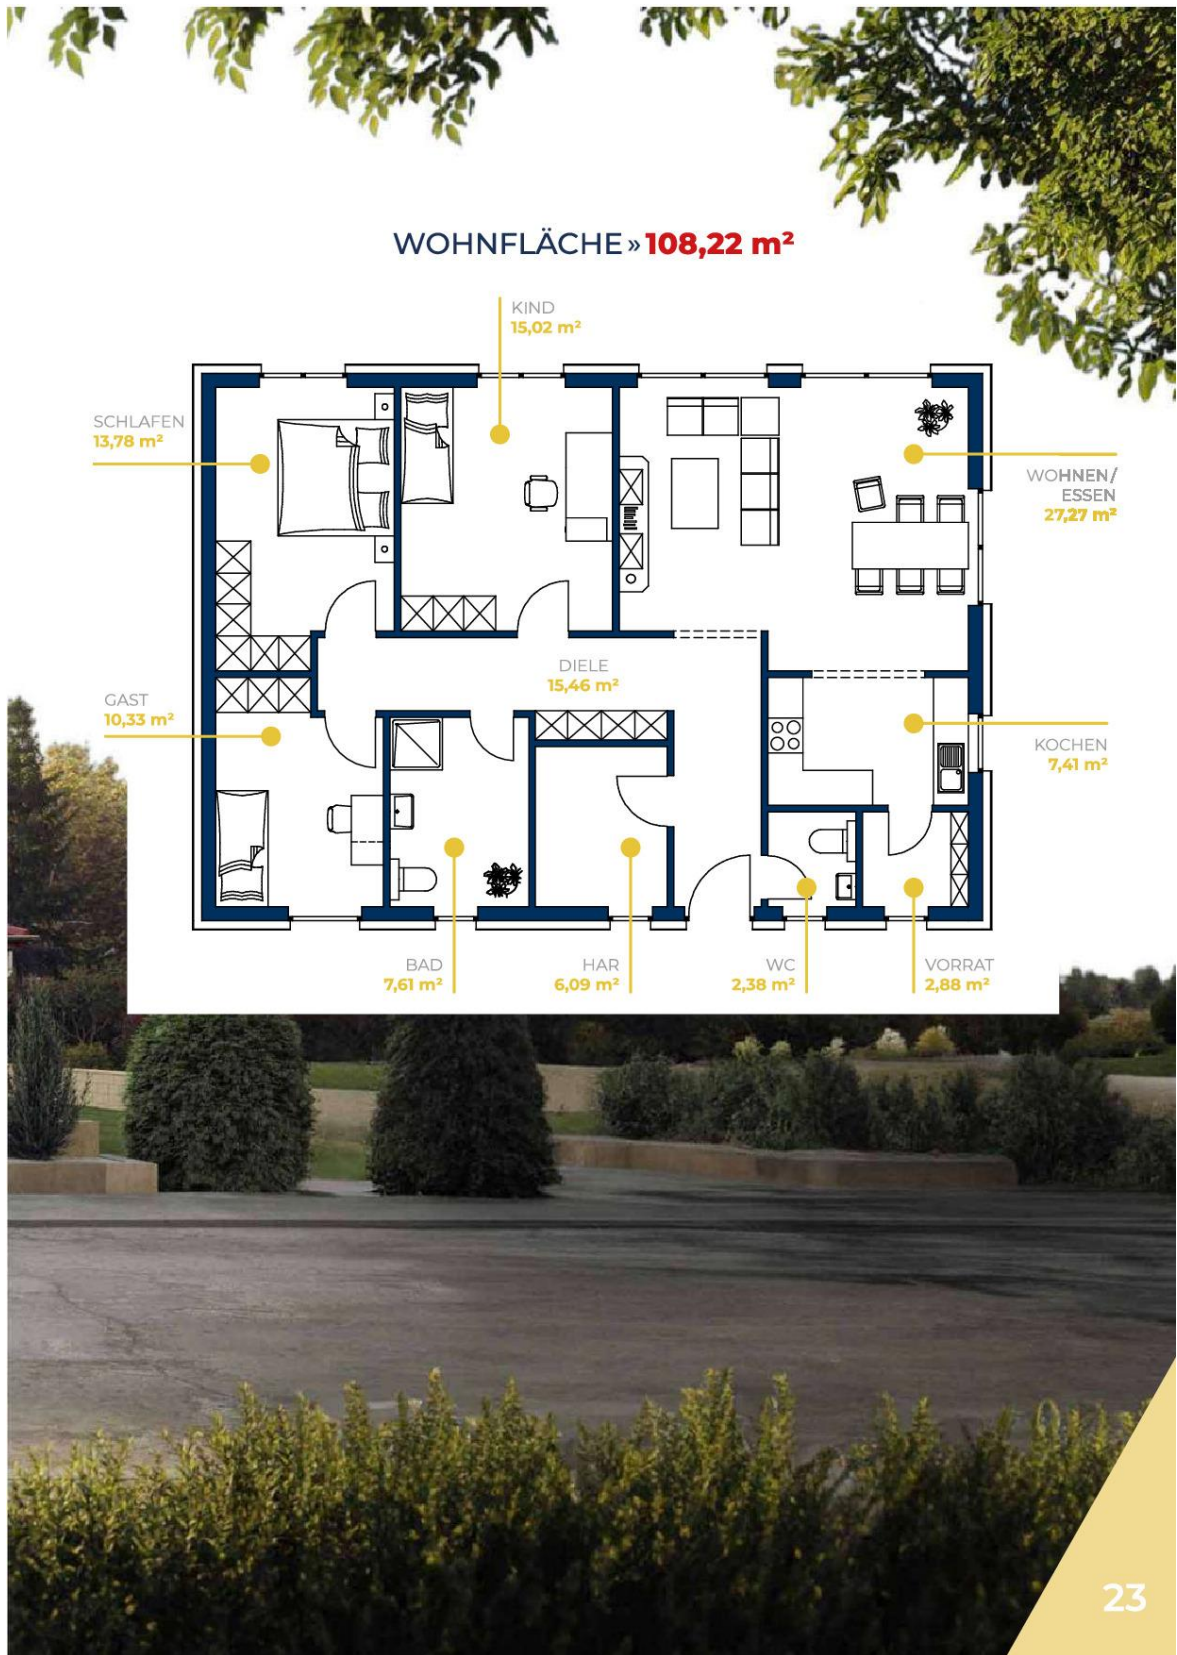 WOHNFLÄCHE » 108,22 m²
KIND
15,02 m²
SCHLAFEN
13,78 m²
WOHNEN/
ESSEN
27,27 m²
DIELE
15,46 m²
GAST
10,33 m²
KOCHEN
7,41 m²
BAD
7,61 m²
HAR
6,09 m²
WC
2,38 m²
VORRAT
2,88 m²
23